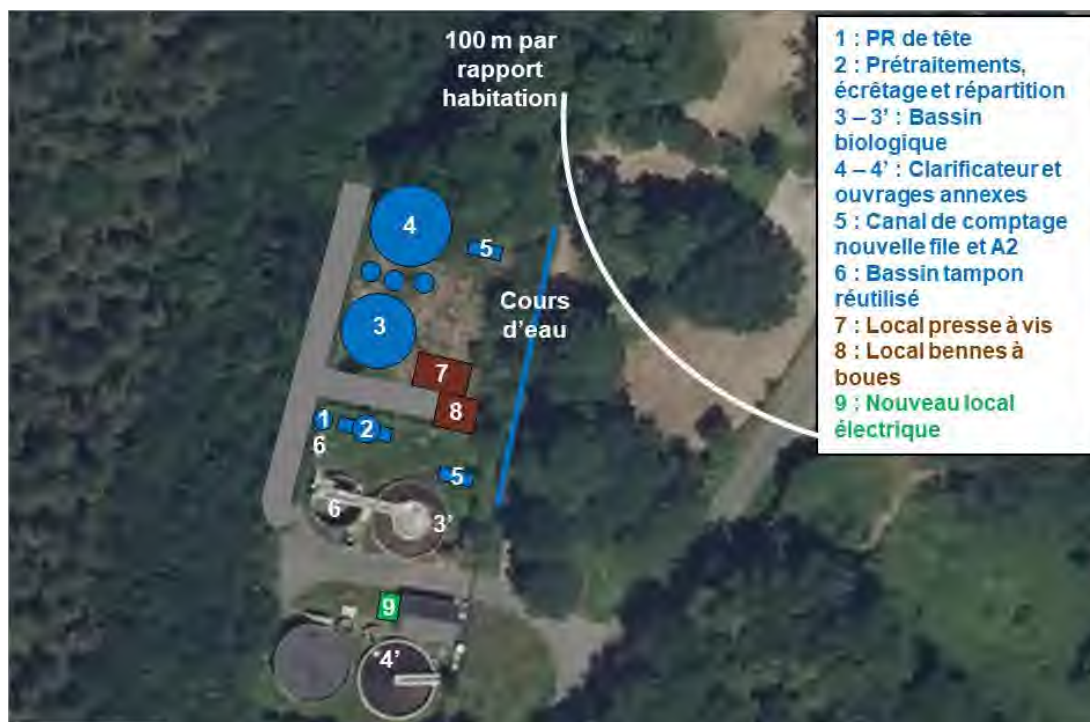 100 m par
rapport
habitation
1 : PR de tête
2 : Prétraitements,
écrêtage et répartition
3 – 3' : Bassin
biologique
4 – 4' : Clarificateur et
ouvrages annexes
5 : Canal de comptage
nouvelle file et A2
6 : Bassin tampon
réutilisé
7 : Local presse à vis
8 : Local bennes à
boues
9 : Nouveau local
électrique
4
5
Cours
d'eau
3
7
8
1
2
6
5
6
3'
9
4'